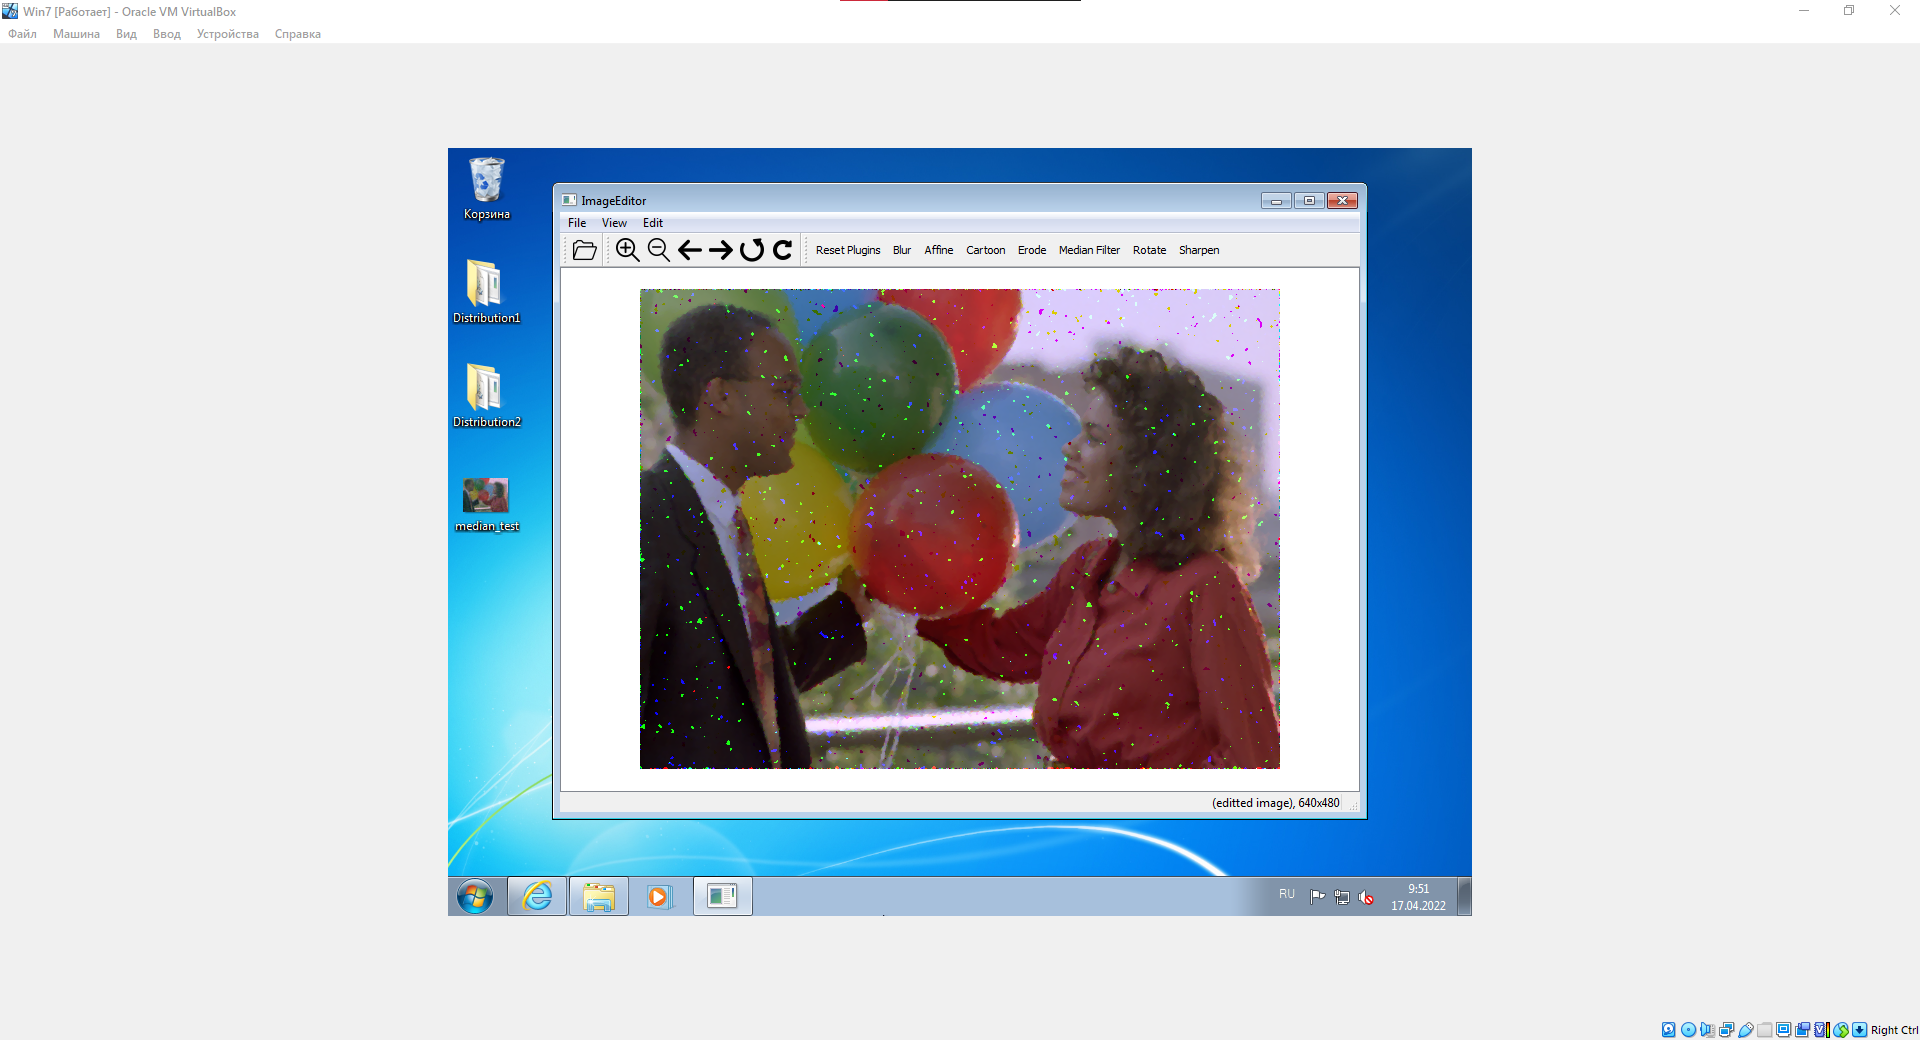 Win7 [Работает] - Oracle VM VirtualBox
Файл Машина Вид Ввод Устройства Справка
Корзина
Distribution1
Distribution2
median_test
ImageEditor
File View Edit
Reset Plugins Blur Affine Cartoon Erode Median Filter Rotate Sharpen
(editted image), 640x480
RU
9:51
17.04.2022
Right Ctrl